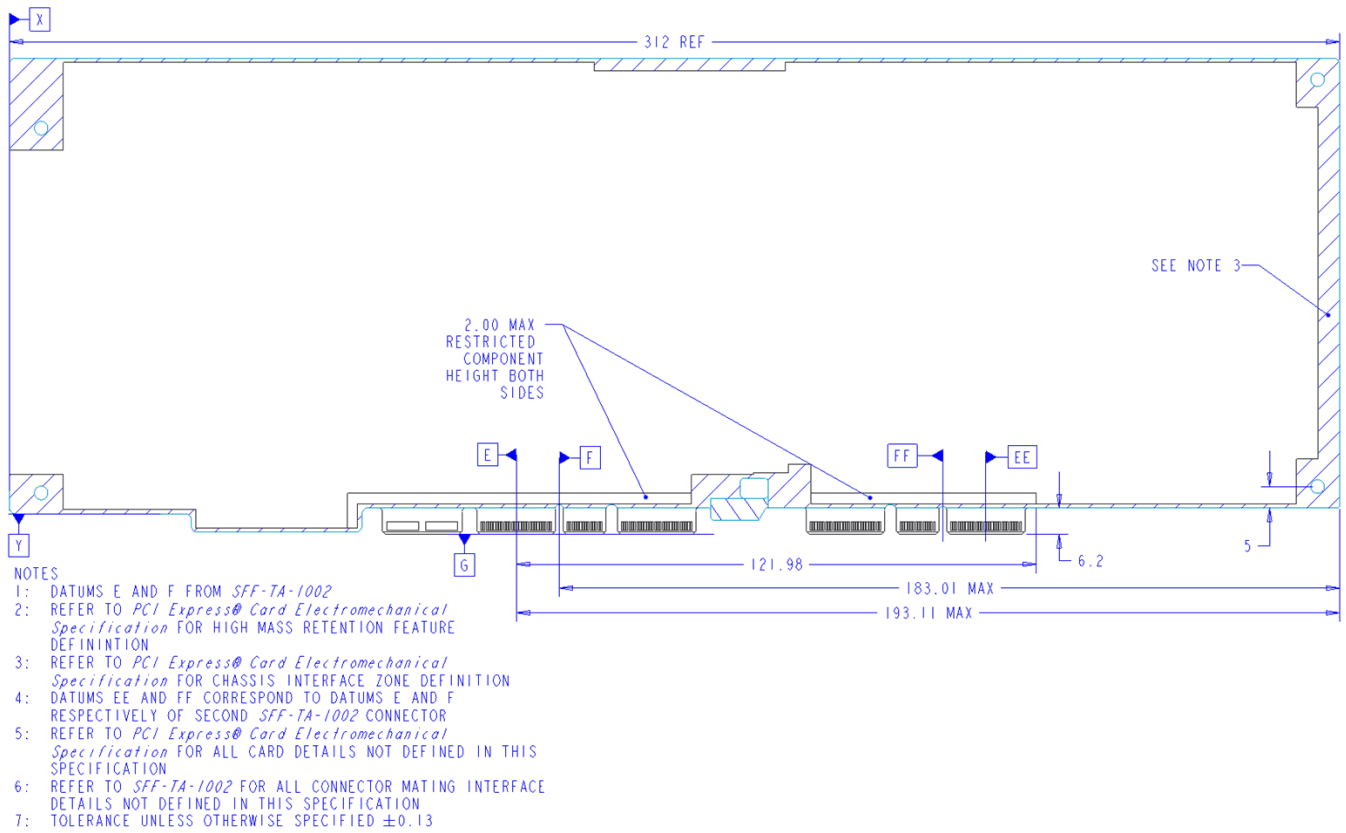 X
312 REF
SEE NOTE 3
2.00 MAX
RESTRICTED
COMPONENT
HEIGHT BOTH
SIDES
E
F
FF
EE
Y
G
121.98
6.2
5
183.01 MAX
193.11 MAX
NOTES
1: DATUMS E AND F FROM SFF-TA-1002
2: REFER TO PCI Express® Card Electromechanical
Specification FOR HIGH MASS RETENTION FEATURE
DEFININTION
3: REFER TO PCI Express® Card Electromechanical
Specification FOR CHASSIS INTERFACE ZONE DEFINITION
4: DATUMS EE AND FF CORRESPOND TO DATUMS E AND F
RESPECTIVELY OF SECOND SFF-TA-1002 CONNECTOR
5: REFER TO PCI Express® Card Electromechanical
Specification FOR ALL CARD DETAILS NOT DEFINED IN THIS
SPECIFICATION
6: REFER TO SFF-TA-1002 FOR ALL CONNECTOR MATING INTERFACE
DETAILS NOT DEFINED IN THIS SPECIFICATION
7: TOLERANCE UNLESS OTHERWISE SPECIFIED ±0.13